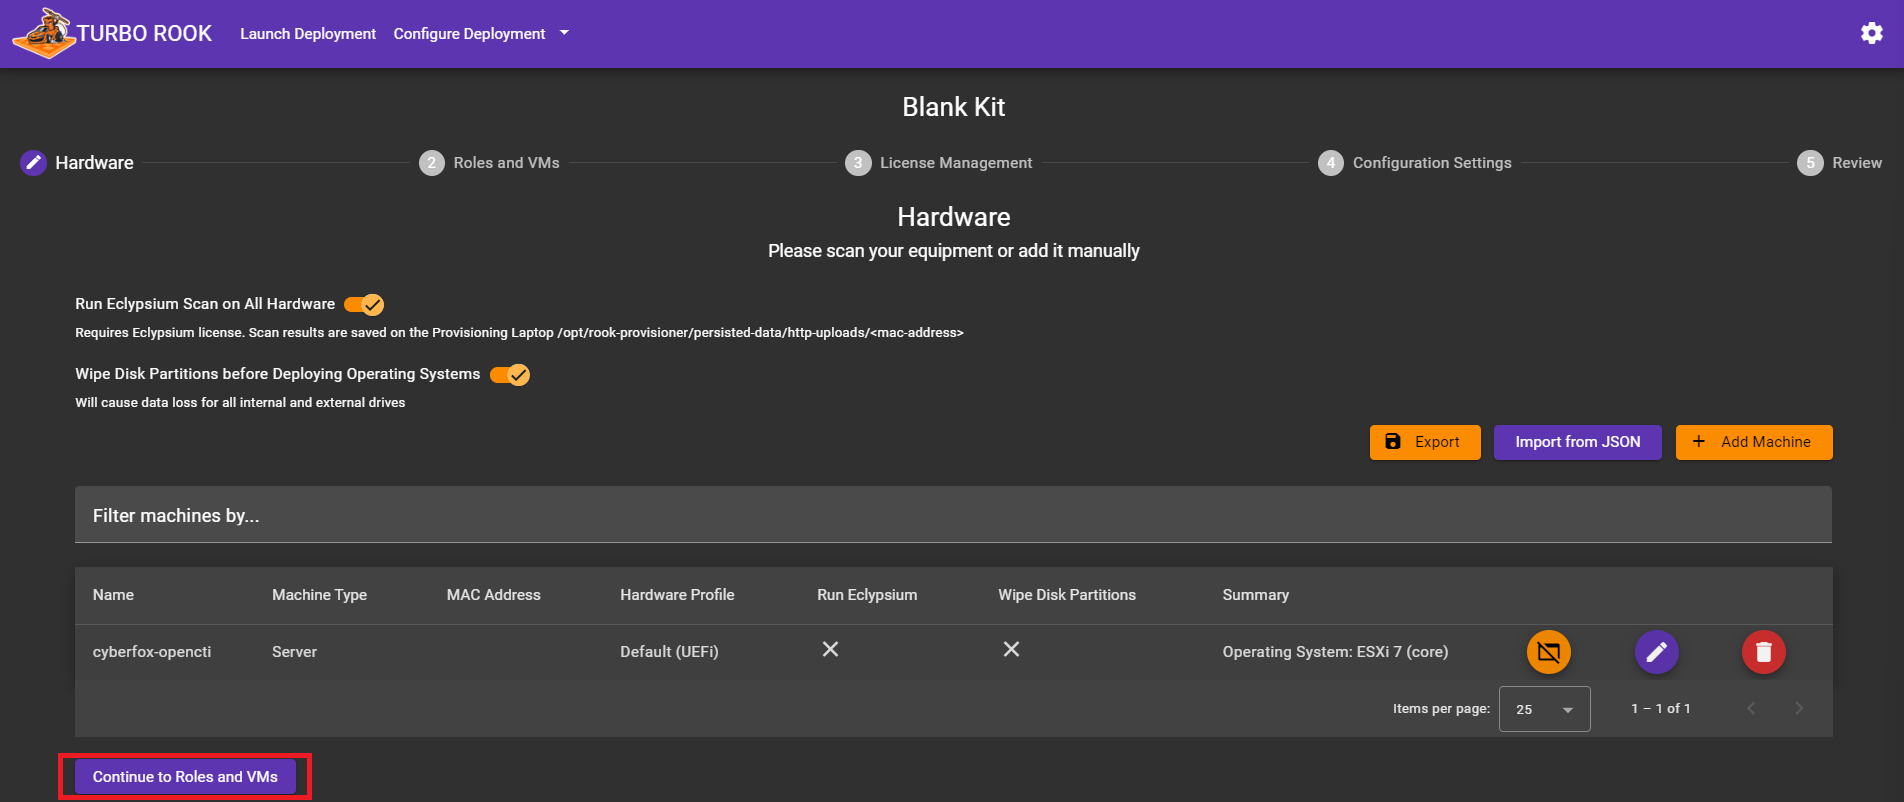 TURBO ROOK Launch Deployment Configure Deployment
Blank Kit
Hardware 2 Roles and VMs 3 License Management 4 Configuration Settings 5 Review
Hardware
Please scan your equipment or add it manually
Run Eclypsium Scan on All Hardware
Requires Eclypsium license. Scan results are saved on the Provisioning Laptop /opt/rook-provisioner/persisted-data/http-uploads/<mac-address>
Wipe Disk Partitions before Deploying Operating Systems
Will cause data loss for all internal and external drives
Export Import from JSON + Add Machine
Filter machines by...
Name Machine Type MAC Address Hardware Profile Run Eclypsium Wipe Disk Partitions Summary
cyberfox-opencti Server Default (UEFi) Operating System: ESXi 7 (core)
Items per page: 25 1 – 1 of 1
Continue to Roles and VMs